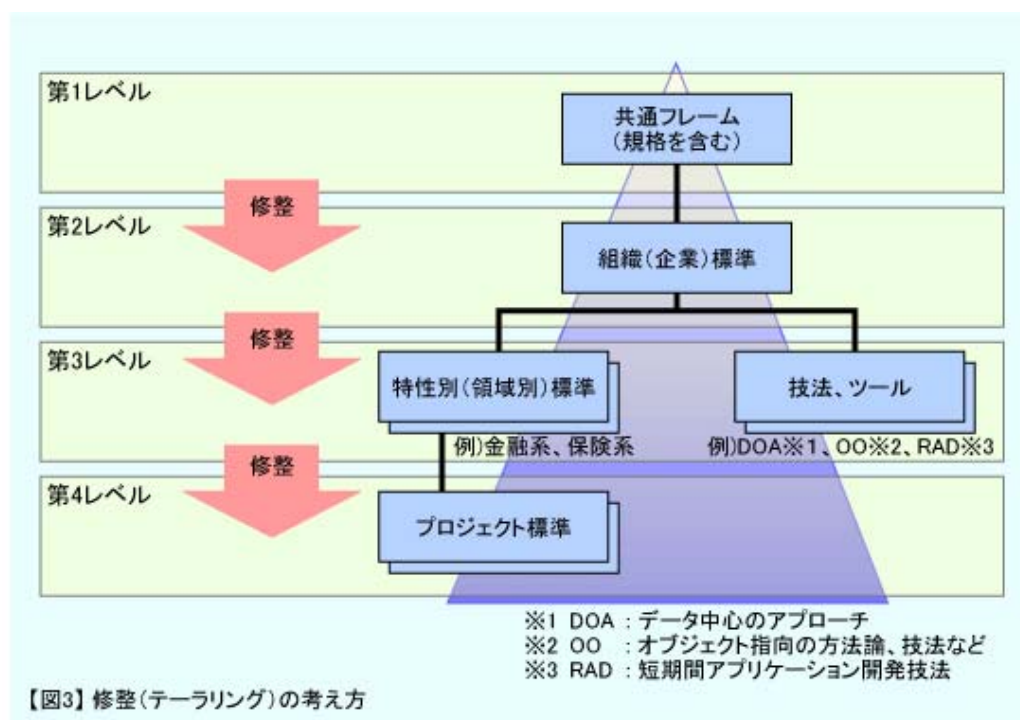 第1レベル
共通フレーム
(規格を含む)
修整
第2レベル
組織(企業)標準
修整
第3レベル
特性別(領域別)標準
技法、ツール
例)金融系、保険系
例)DOA※1、OO※2、RAD※3
修整
第4レベル
プロジェクト標準
※1 DOA : データ中心のアプローチ
※2 OO : オブジェクト指向の方法論、技法など
※3 RAD : 短期間アプリケーション開発技法
【図3】修整(テーラリング)の考え方